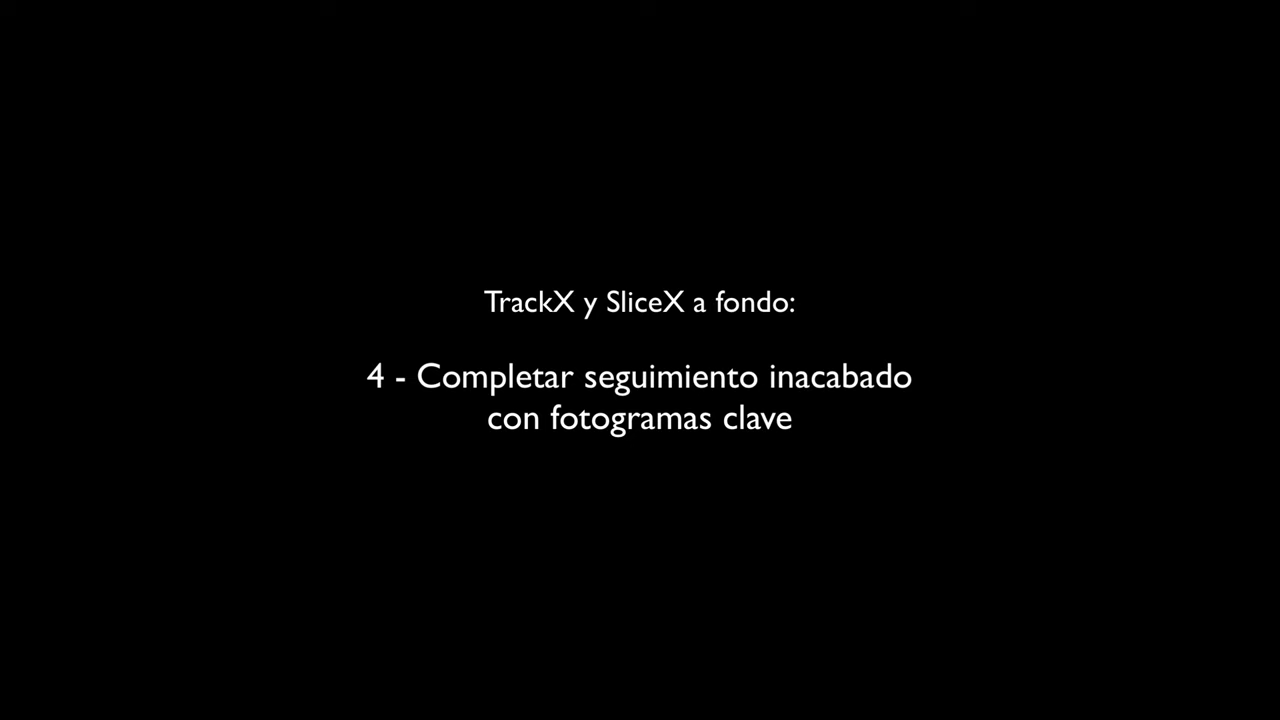 TrackX y SliceX a fondo:
4 - Completar seguimiento inacabado
con fotogramas clave